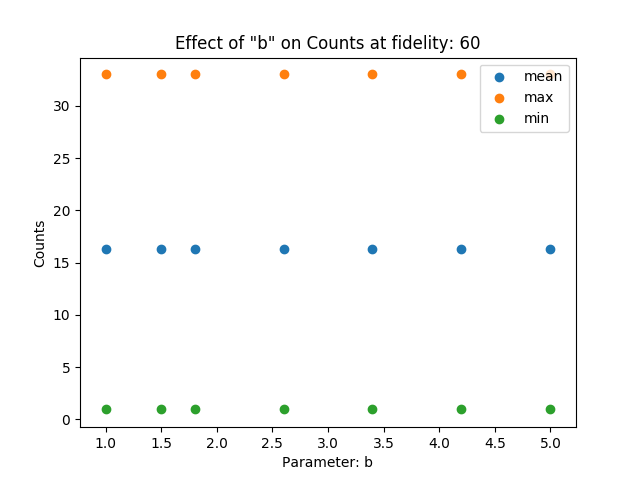 Effect of "b" on Counts at fidelity: 60
mean
max
min
30
25
20
15
10
5
0
Counts
1.0 1.5 2.0 2.5 3.0 3.5 4.0 4.5 5.0
Parameter: b